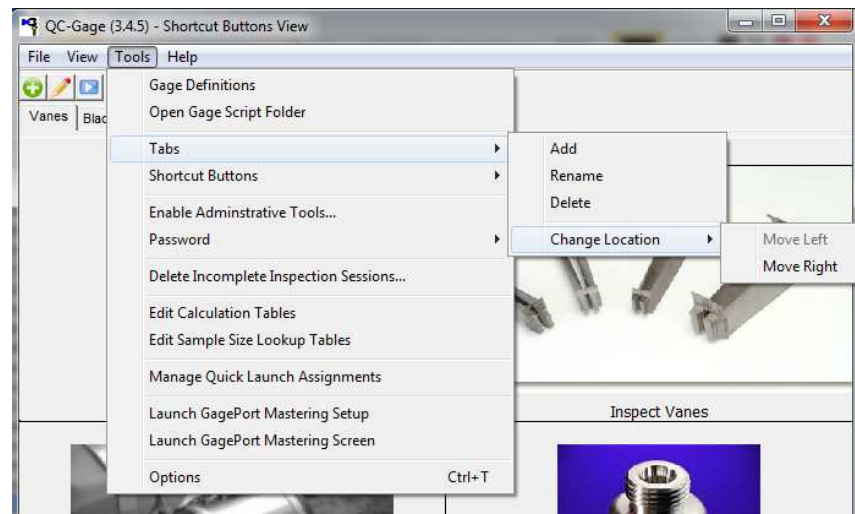 QC-Gage (3.4.5) - Shortcut Buttons View
File View Tools Help
Vanes Blac
Gage Definitions
Open Gage Script Folder
Tabs
Shortcut Buttons
Enable Adminstrative Tools...
Password
Delete Incomplete Inspection Sessions...
Edit Calculation Tables
Edit Sample Size Lookup Tables
Manage Quick Launch Assignments
Launch GagePort Mastering Setup
Launch GagePort Mastering Screen
Options Ctrl+T
Add
Rename
Delete
Change Location
Move Left
Move Right
Inspect Vanes